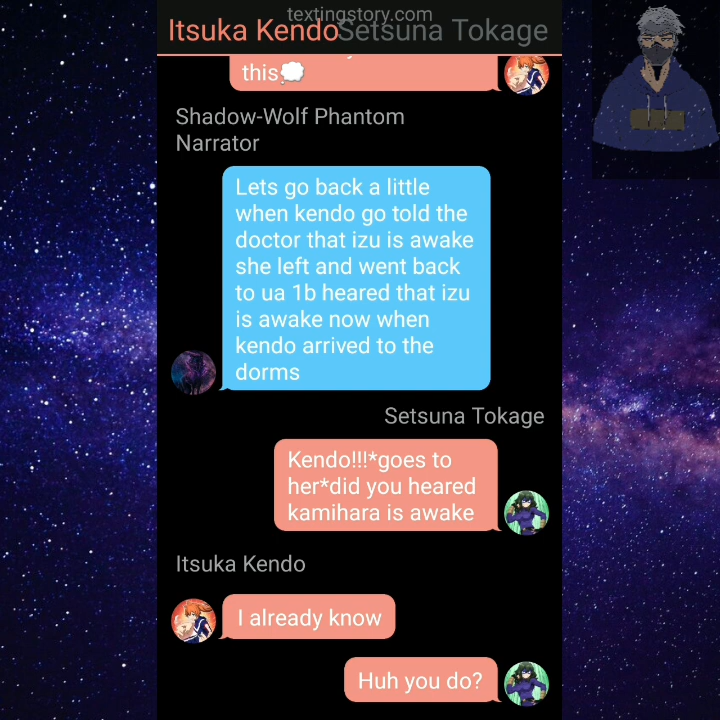 textingstory.com
Itsuka Kendo Setsuna Tokage
this💭
Shadow-Wolf Phantom
Narrator
Lets go back a little
when kendo go told the
doctor that izu is awake
she left and went back
to ua 1b heared that izu
is awake now when
kendo arrived to the
dorms
Setsuna Tokage
Kendo!!!*goes to
her*did you heared
kamihara is awake
Itsuka Kendo
I already know
Huh you do?